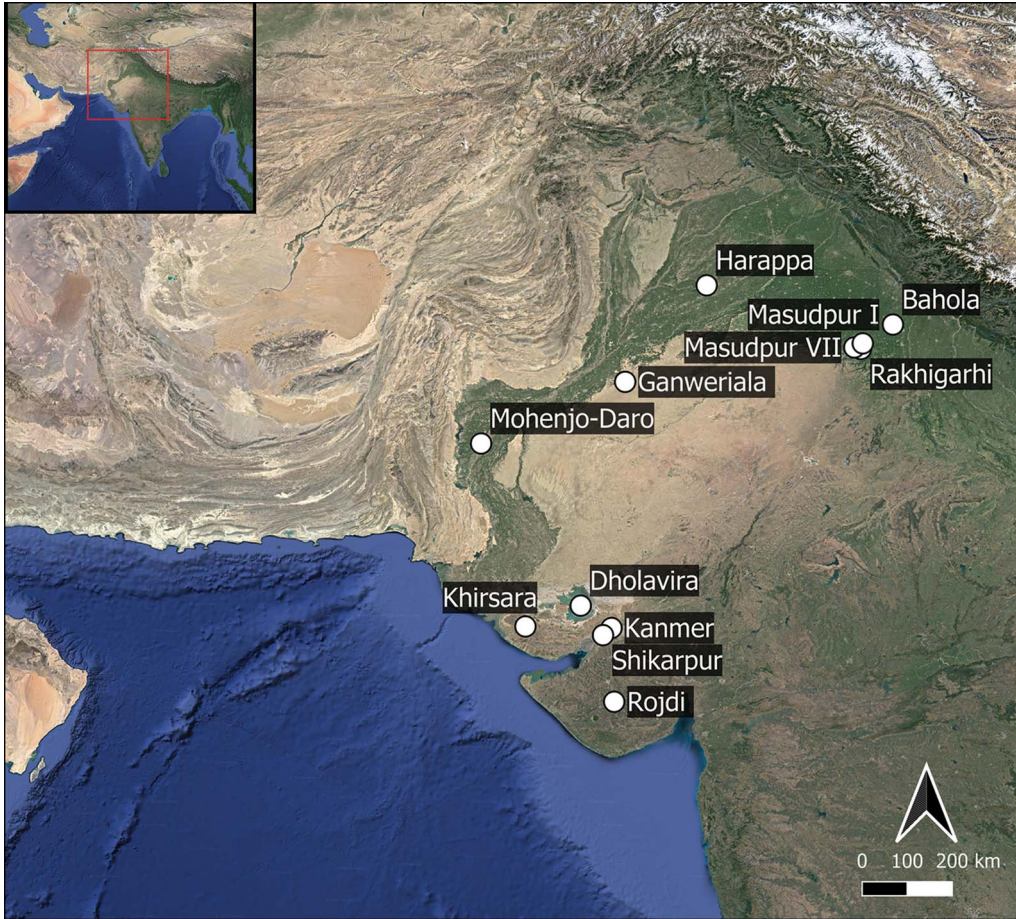 Harappa
Bahola
Masudpur I
Masudpur VII
Rakhigarhi
Ganweriala
Mohenjo-Daro
Dholavira
Khirsara
Kanmer
Shikarpur
Rojdi
0 100 200 km